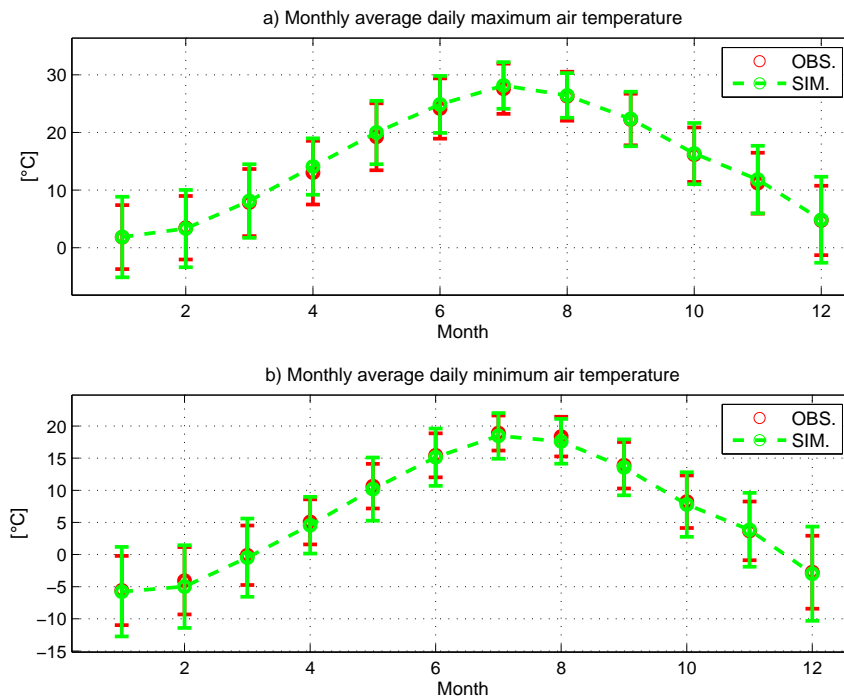 a) Monthly average daily maximum air temperature
30
20
10
0
[°C]
OBS.
SIM.
2 4 6 8 10 12
Month
b) Monthly average daily minimum air temperature
20
15
10
5
0
−5
−10
−15
[°C]
OBS.
SIM.
2 4 6 8 10 12
Month